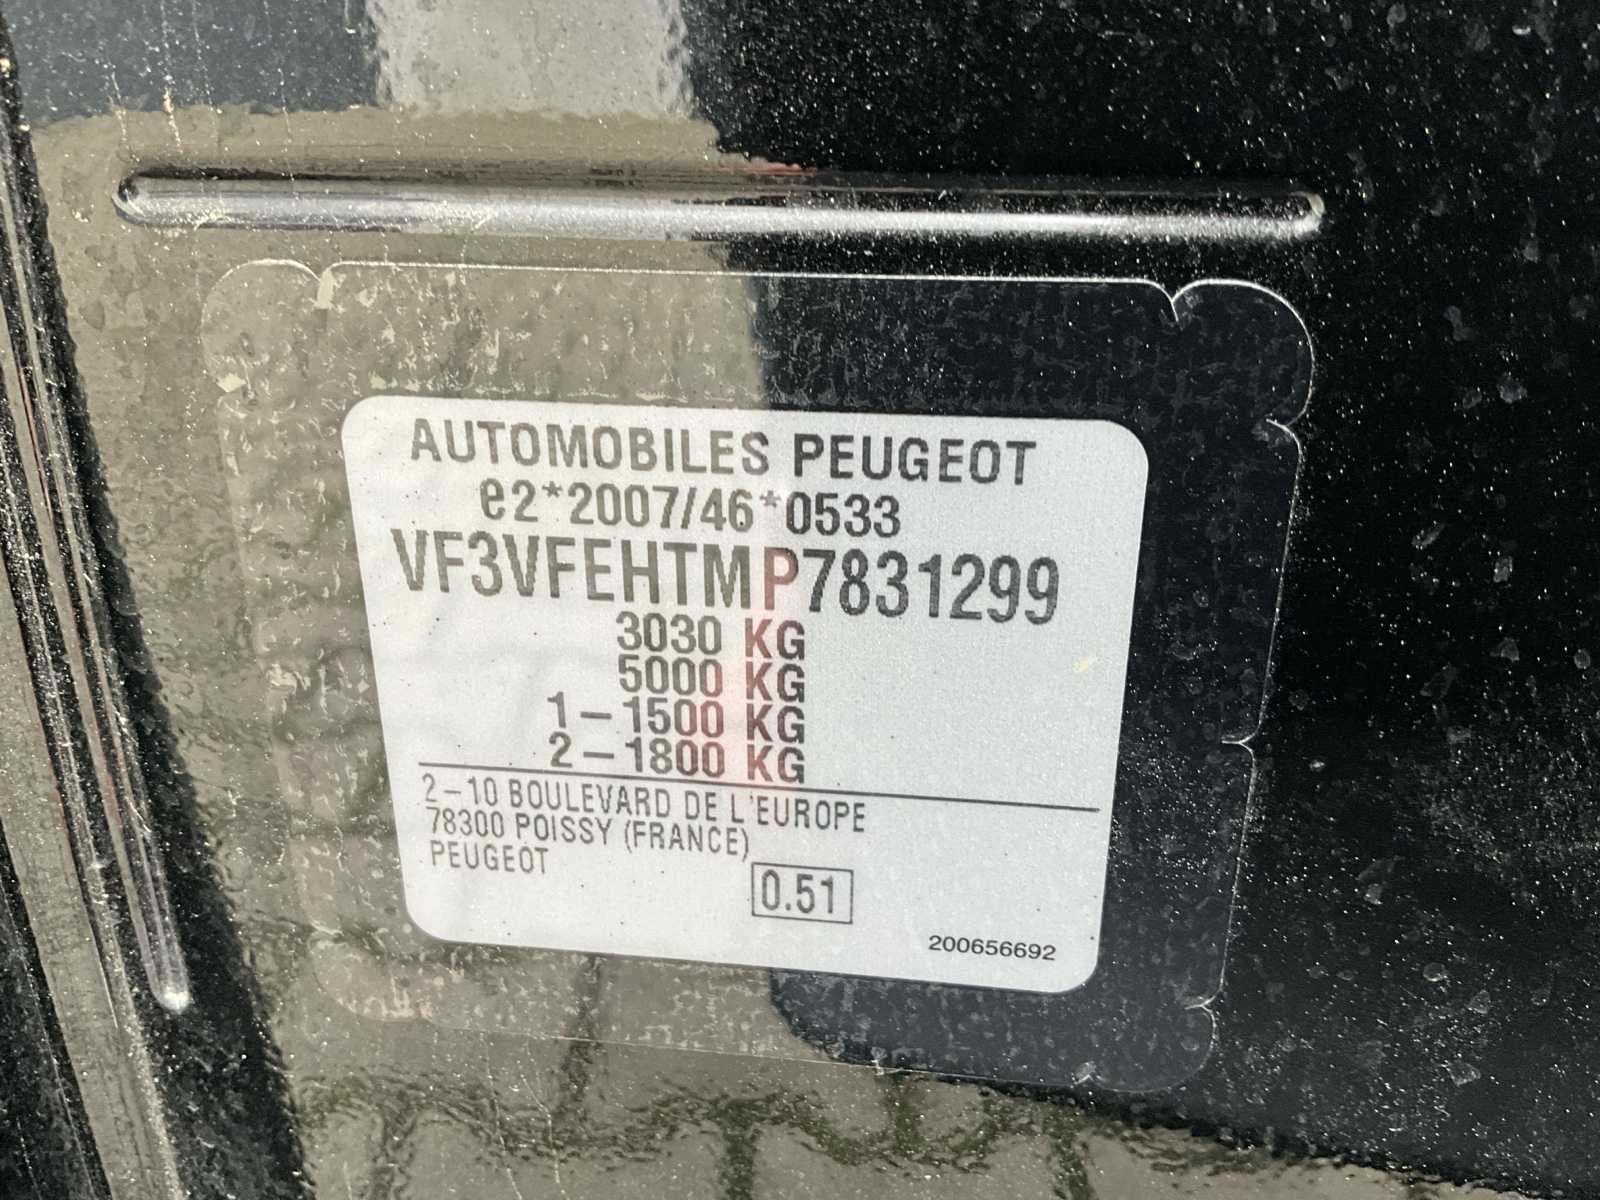 AUTOMOBILES PEUGEOT
e2*2007/46*0533
VF3VFEHTMP7831299
3030 KG
5000 KG
1-1500 KG
2-1800 KG
2-10 BOULEVARD DE L'EUROPE
78300 POISSY (FRANCE)
PEUGEOT
0.51
200656692